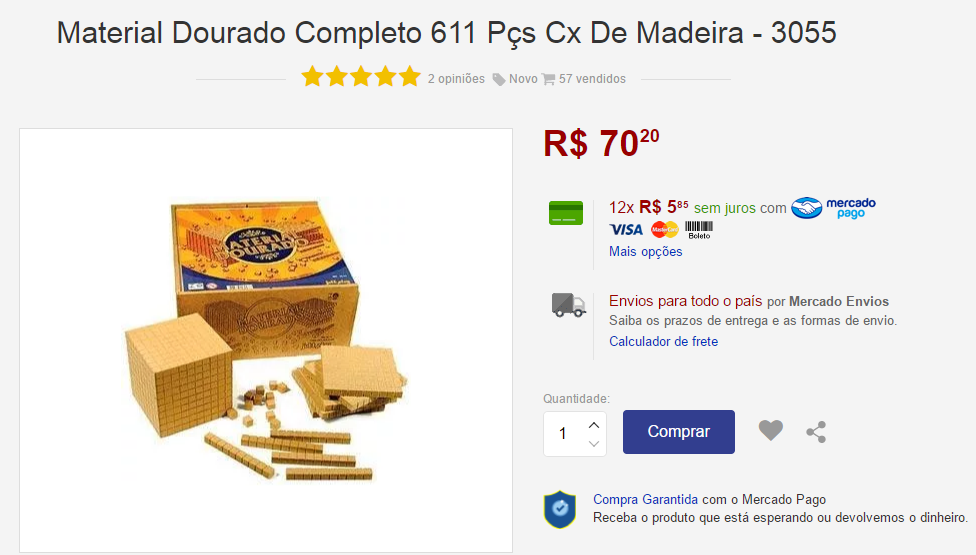 Material Dourado Completo 611 Pçs Cx De Madeira - 3055
2 opiniões Novo 57 vendidos
R$ 70 20
12x R$ 5 85 sem juros com mercado pago
VISA MasterCard Boleto
Mais opções
Envios para todo o país por Mercado Envios
Saiba os prazos de entrega e as formas de envio.
Calculador de frete
MATERIAL
DOURADO
MATERIAL
DOURADO
Quantidade:
1 Comprar
Compra Garantida com o Mercado Pago
Receba o produto que está esperando ou devolvemos o dinheiro.